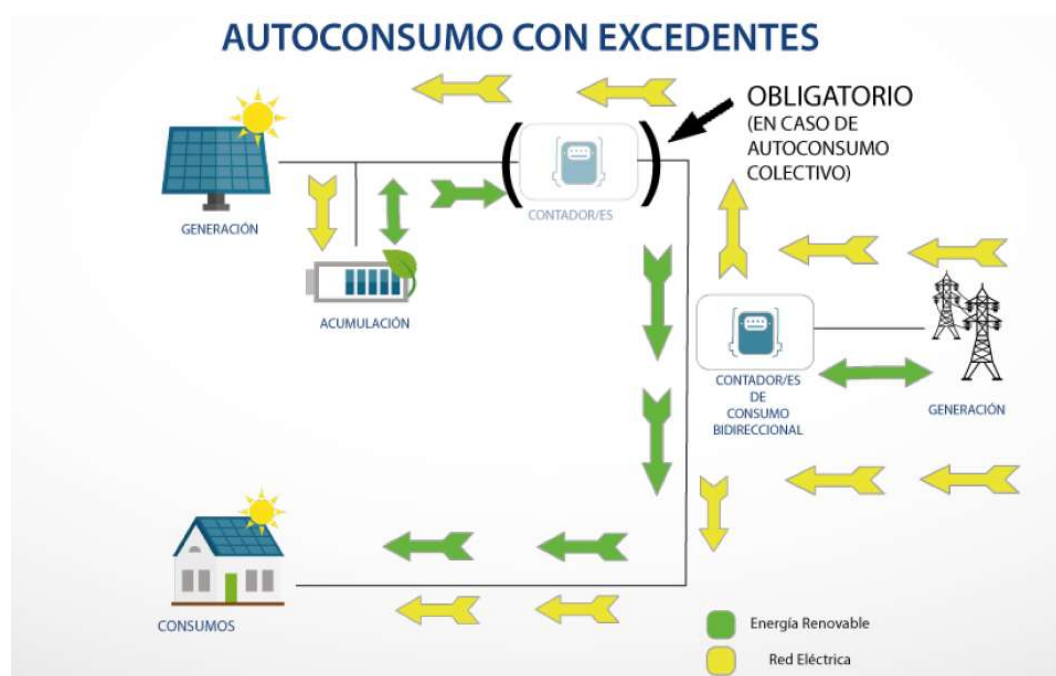 AUTOCONSUMO CON EXCEDENTES
OBLIGATORIO
(EN CASO DE
AUTOCONSUMO
COLECTIVO)
CONTADOR/ES
GENERACIÓN
ACUMULACIÓN
CONTADOR/ES
DE
CONSUMO
BIDIRECCIONAL
GENERACIÓN
CONSUMOS
Energía Renovable
Red Eléctrica